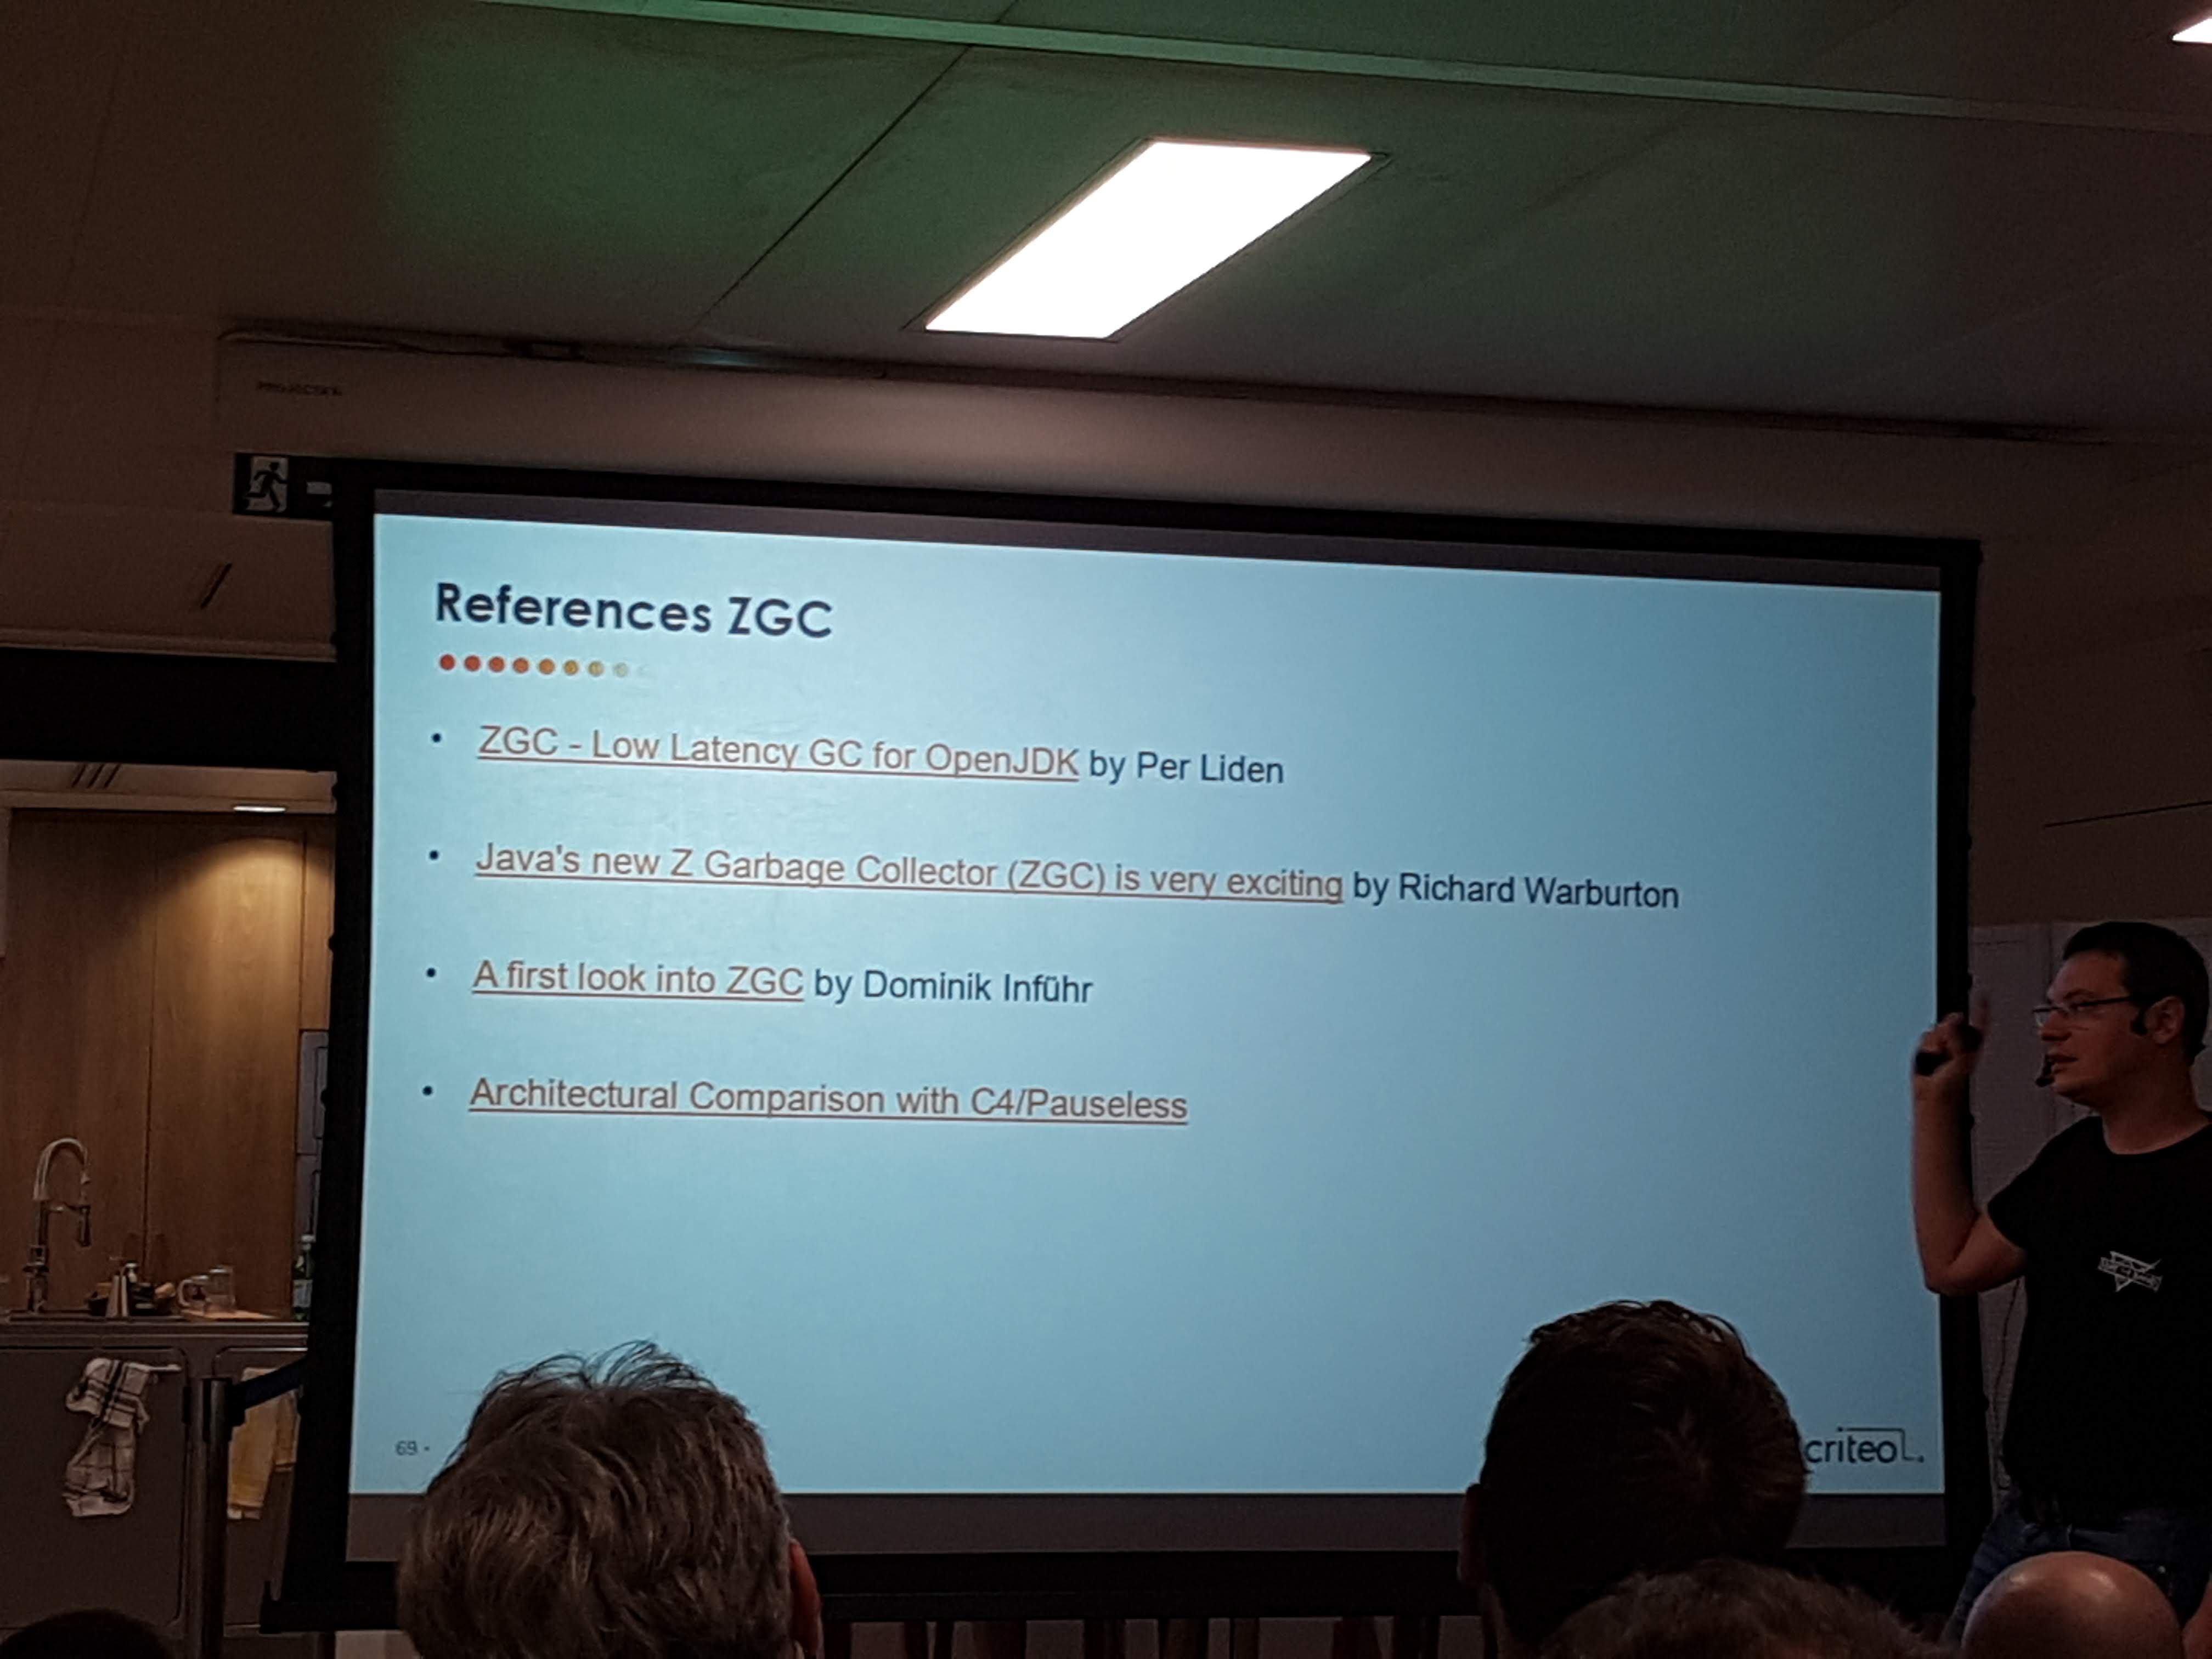 References ZGC
• ZGC - Low Latency GC for OpenJDK by Per Liden
• Java's new Z Garbage Collector (ZGC) is very exciting by Richard Warburton
• A first look into ZGC by Dominik Inführ
• Architectural Comparison with C4/Pauseless
69 -
criteo